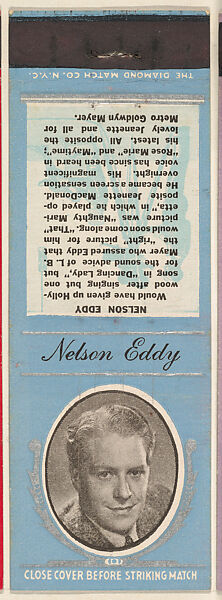 THE DIAMOND MATCH CO. N.Y.C.
NELSON EDDY
Would have given up Holly-
wood after singing but one
song in "Dancing Lady," but
for the sound advice of L. B.
Mayer who assured Eddy that
the "right" picture for him
would soon come along. "That"
picture was "Naughty Mari-
etta," in which he played op-
posite Jeanette MacDonald.
He became a screen sensation
overnight. His magnificent
voice has since been heard in
"Rose Marie" and "Maytime";
his latest. All opposite the
lovely Jeanette and all for
Metro Goldwyn Mayer.
Nelson Eddy
CLOSE COVER BEFORE STRIKING MATCH